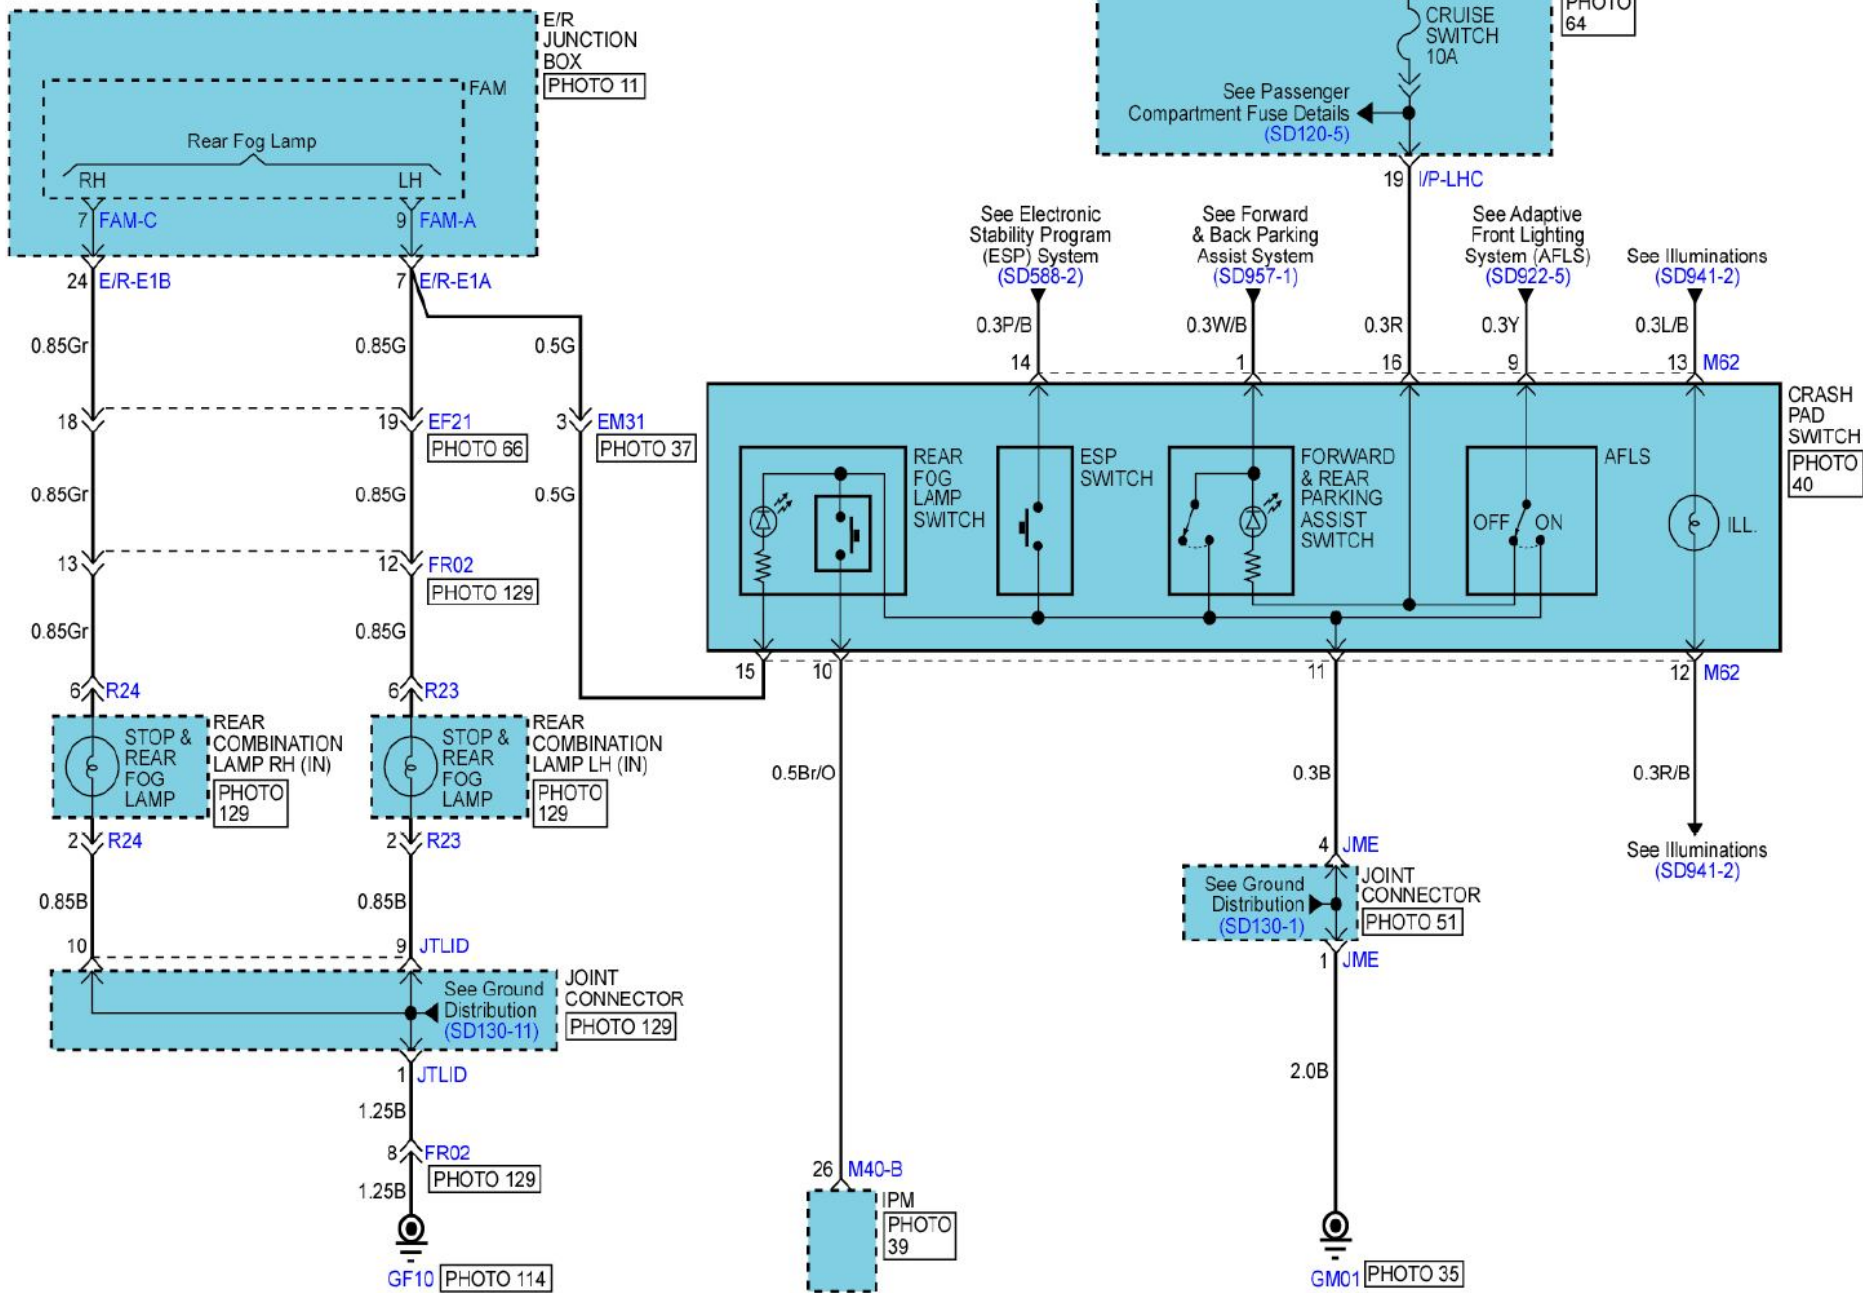 E/R
JUNCTION
BOX
PHOTO 11
FAM
Rear Fog Lamp
RH
LH
7 FAM-C
9 FAM-A
24 E/R-E1B
7 E/R-E1A
0.85Gr
0.85G
0.5G
18
19 EF21
PHOTO 66
3 EM31
PHOTO 37
0.85Gr
0.85G
0.5G
13
12 FR02
PHOTO 129
0.85Gr
0.85G
6 R24
6 R23
STOP &
REAR
FOG
LAMP
REAR
COMBINATION
LAMP RH (IN)
PHOTO
129
STOP &
REAR
FOG
LAMP
REAR
COMBINATION
LAMP LH (IN)
PHOTO
129
2 R24
2 R23
0.85B
0.85B
10
9 JTLID
See Ground
Distribution
(SD130-11)
JOINT
CONNECTOR
PHOTO 129
1 JTLID
1.25B
8 FR02
PHOTO 129
1.25B
GF10 PHOTO 114
PHOTO
64
CRUISE
SWITCH
10A
See Passenger
Compartment Fuse Details
(SD120-5)
19 I/P-LHC
See Electronic
Stability Program
(ESP) System
(SD588-2)
See Forward
& Back Parking
Assist System
(SD957-1)
See Adaptive
Front Lighting
System (AFLS)
(SD922-5)
See Illuminations
(SD941-2)
0.3P/B
0.3W/B
0.3R
0.3Y
0.3L/B
14
1
16
9
13 M62
CRASH
PAD
SWITCH
PHOTO
40
REAR
FOG
LAMP
SWITCH
ESP
SWITCH
FORWARD
& REAR
PARKING
ASSIST
SWITCH
AFLS
OFF
ON
ILL.
15
10
11
12 M62
0.5Br/O
0.3B
0.3R/B
4 JME
See Ground
Distribution
(SD130-1)
JOINT
CONNECTOR
PHOTO 51
1 JME
See Illuminations
(SD941-2)
2.0B
26 M40-B
IPM
PHOTO
39
GM01 PHOTO 35